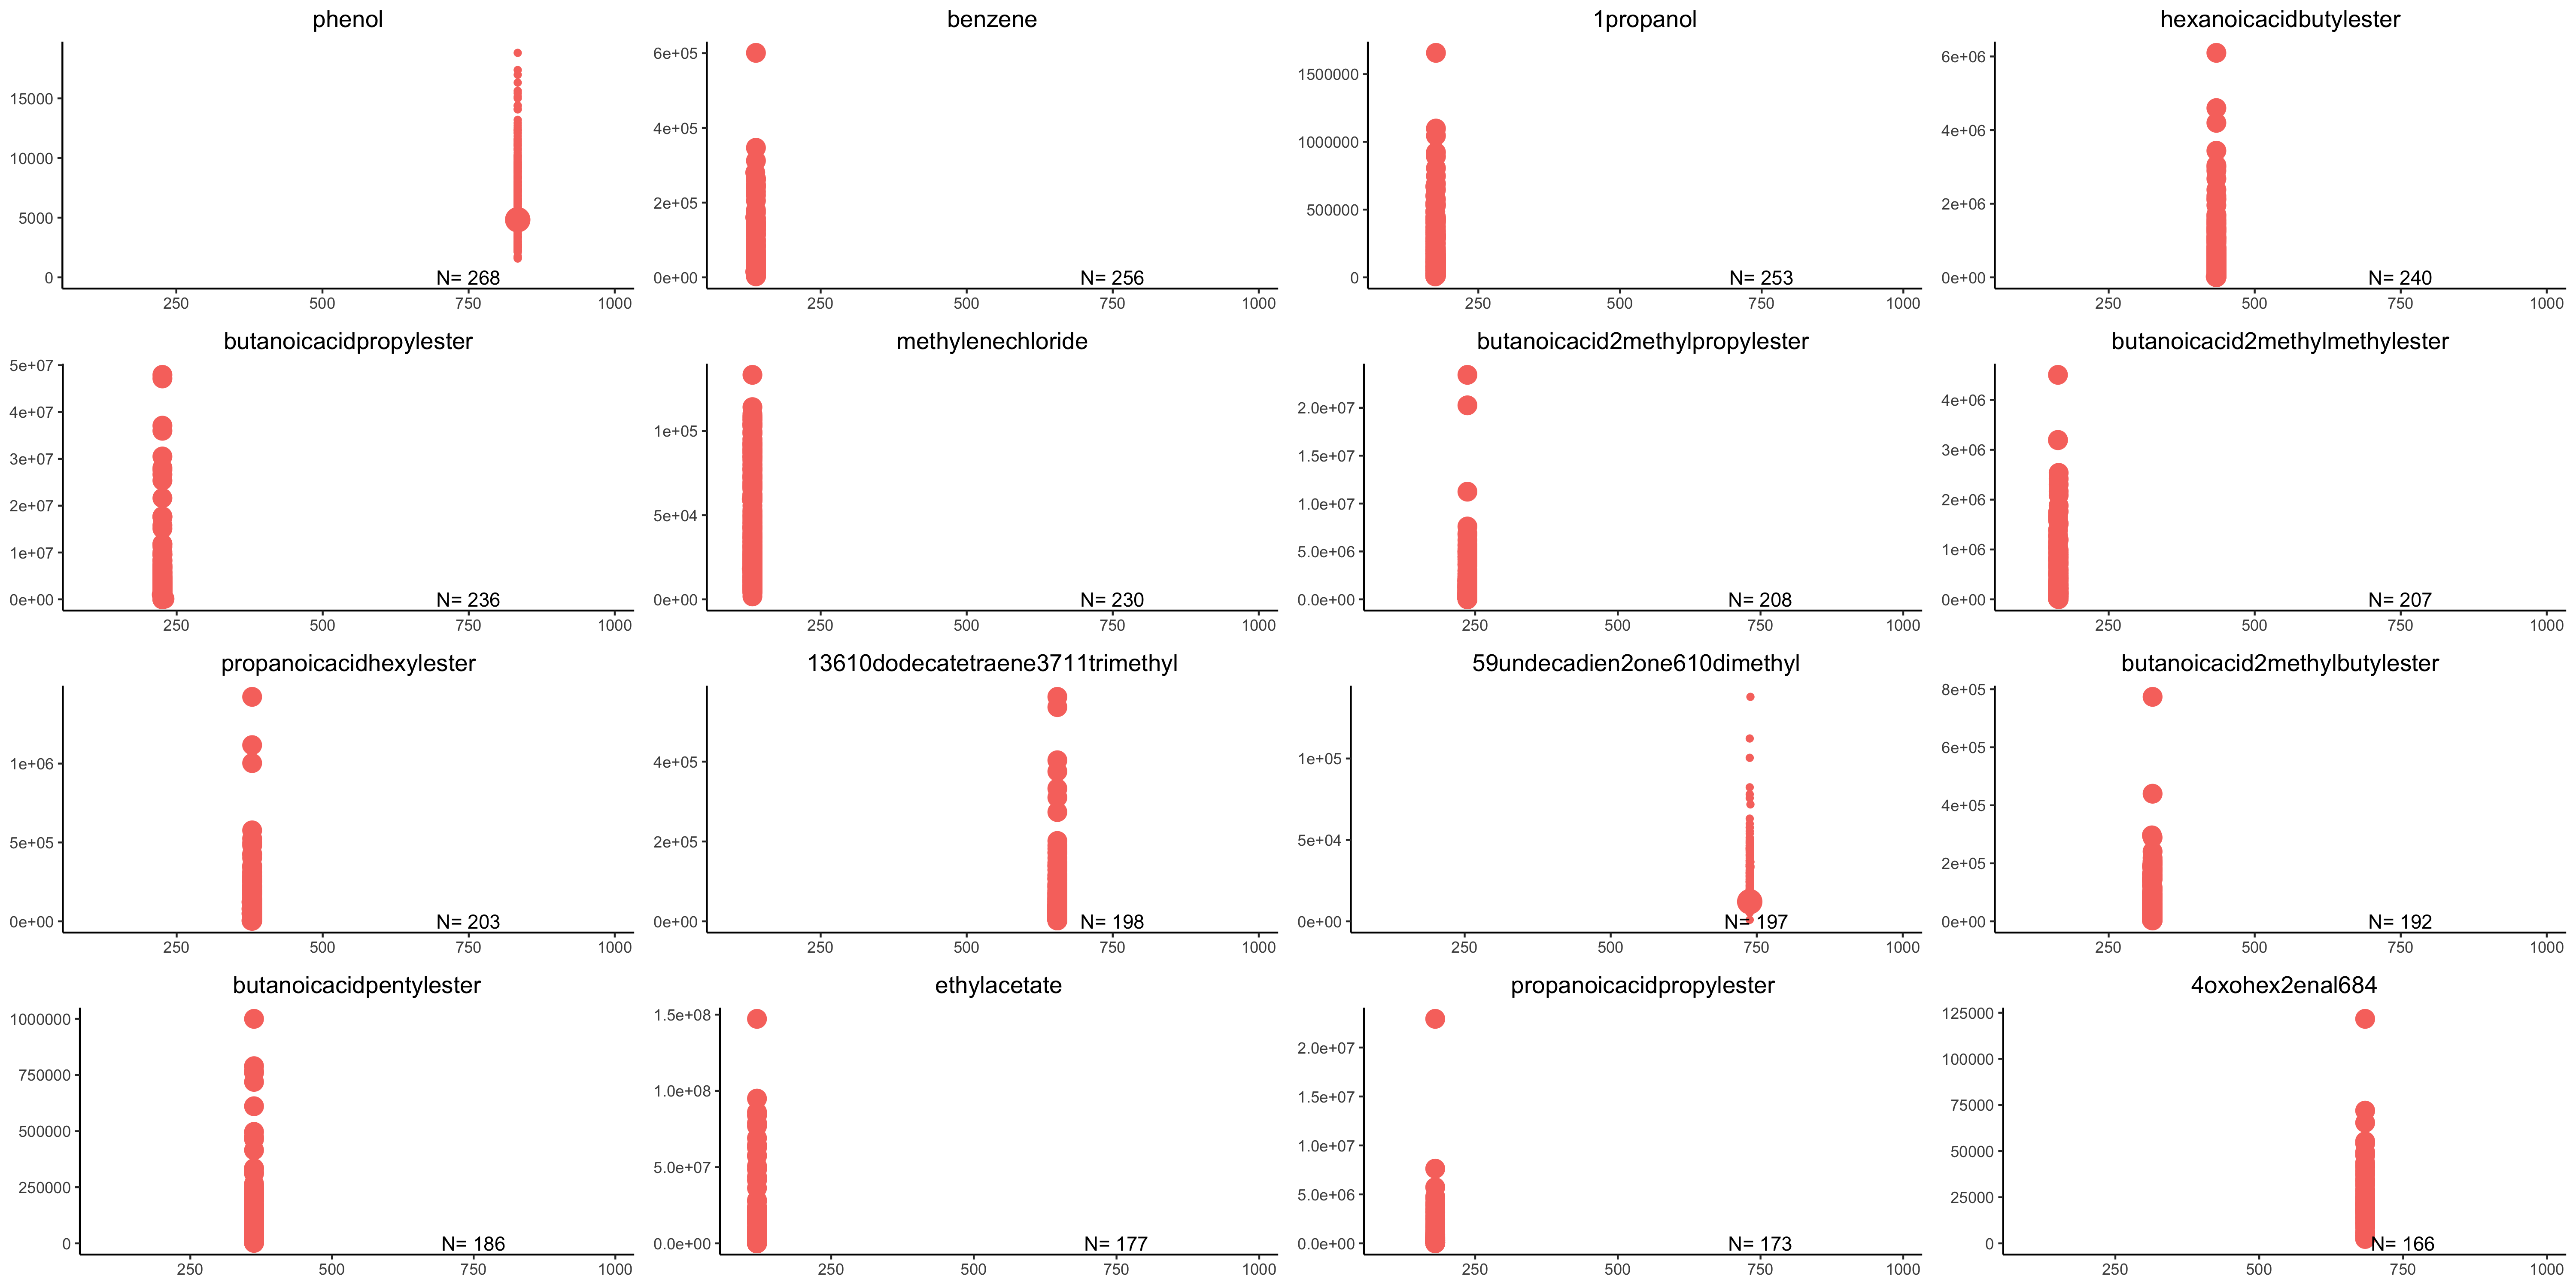 phenol
15000
10000
5000
0
N= 268
250 500 750 1000
benzene
6e+05
4e+05
2e+05
0e+00
N= 256
250 500 750 1000
1propanol
1500000
1000000
500000
0
N= 253
250 500 750 1000
hexanoicacidbutylester
6e+06
4e+06
2e+06
0e+00
N= 240
250 500 750 1000
butanoicacidpropylester
5e+07
4e+07
3e+07
2e+07
1e+07
0e+00
N= 236
250 500 750 1000
methylenechloride
1e+05
5e+04
0e+00
N= 230
250 500 750 1000
butanoicacid2methylpropylester
2.0e+07
1.5e+07
1.0e+07
5.0e+06
0.0e+00
N= 208
250 500 750 1000
butanoicacid2methylmethylester
4e+06
3e+06
2e+06
1e+06
0e+00
N= 207
250 500 750 1000
propanoicacidhexylester
1e+06
5e+05
0e+00
N= 203
250 500 750 1000
13610dodecatetraene3711trimethyl
4e+05
2e+05
0e+00
N= 198
250 500 750 1000
59undecadien2one610dimethyl
1e+05
5e+04
0e+00
N= 197
250 500 750 1000
butanoicacid2methylbutylester
8e+05
6e+05
4e+05
2e+05
0e+00
N= 192
250 500 750 1000
butanoicacidpentylester
1000000
750000
500000
250000
0
N= 186
250 500 750 1000
ethylacetate
1.5e+08
1.0e+08
5.0e+07
0.0e+00
N= 177
250 500 750 1000
propanoicacidpropylester
2.0e+07
1.5e+07
1.0e+07
5.0e+06
0.0e+00
N= 173
250 500 750 1000
4oxohex2enal684
125000
100000
75000
50000
25000
0
N= 166
250 500 750 1000